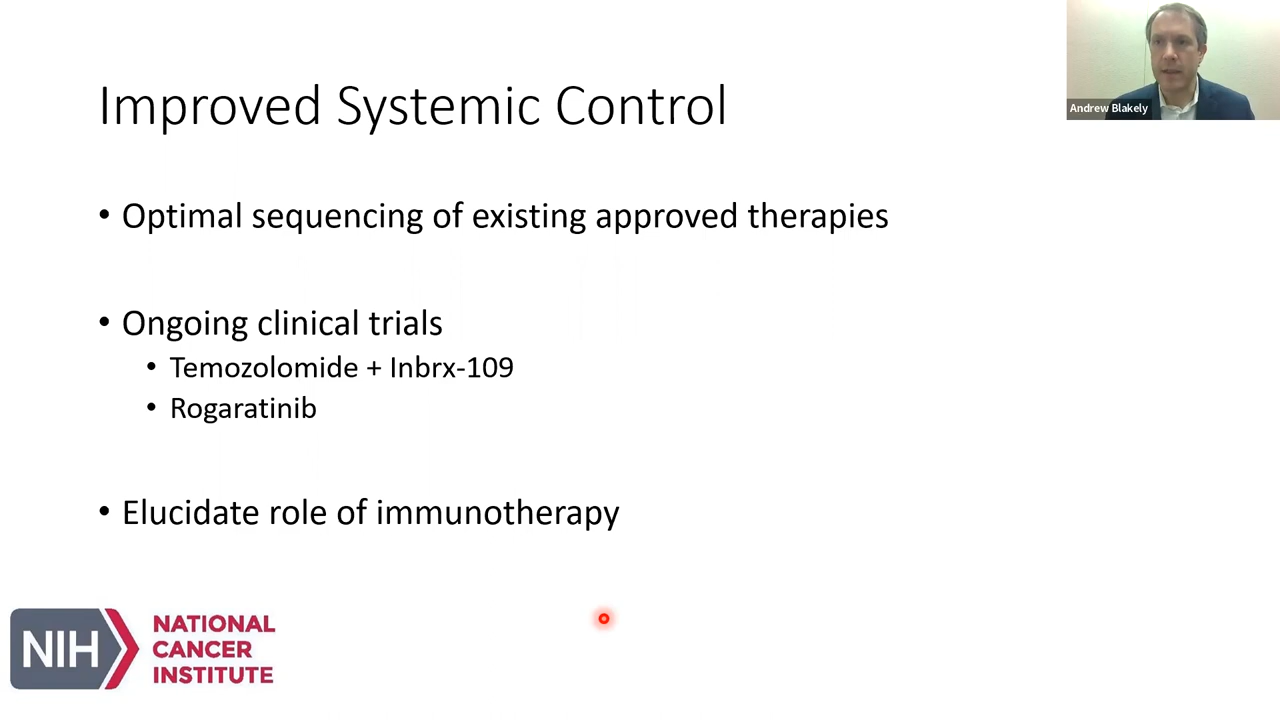 Improved Systemic Control
Andrew Blakely
• Optimal sequencing of existing approved therapies
• Ongoing clinical trials
• Temozolomide + Inbrx-109
• Rogaratinib
• Elucidate role of immunotherapy
NIH
NATIONAL
CANCER
INSTITUTE